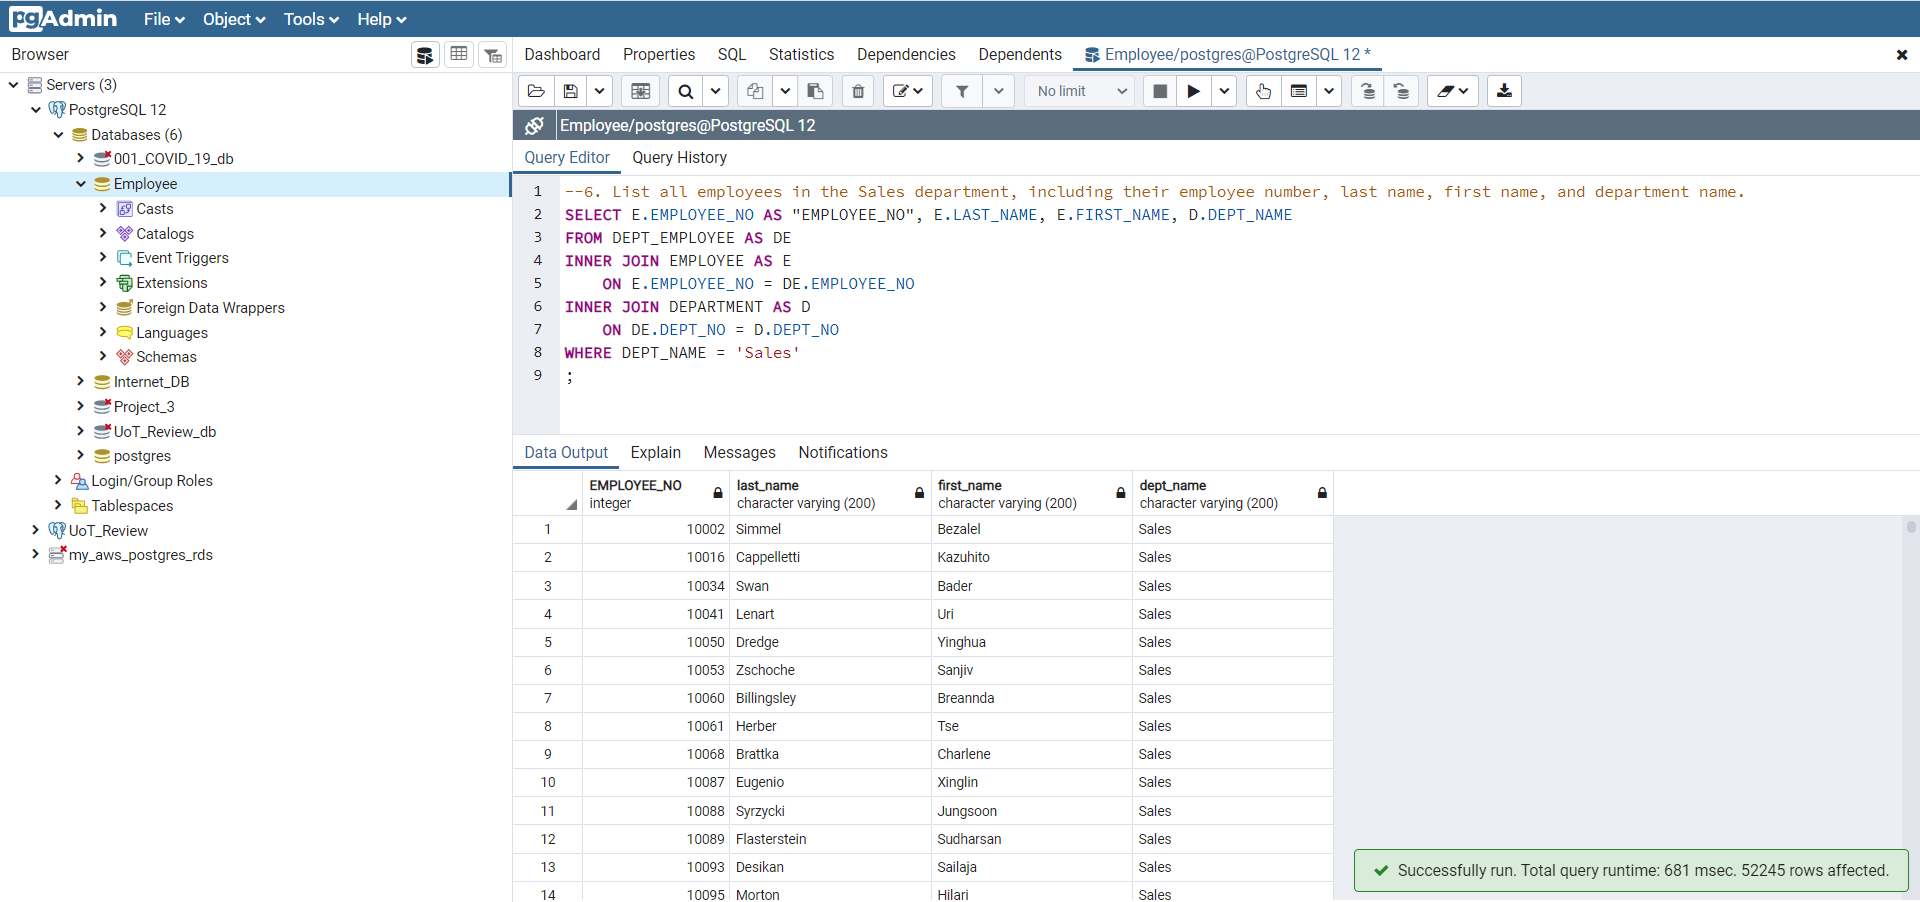 pgAdmin File Object Tools Help
Browser
Dashboard Properties SQL Statistics Dependencies Dependents Employee/postgres@PostgreSQL 12 *
Servers (3)
PostgreSQL 12
Databases (6)
001_COVID_19_db
Employee
Casts
Catalogs
Event Triggers
Extensions
Foreign Data Wrappers
Languages
Schemas
Internet_DB
Project_3
UoT_Review_db
postgres
Login/Group Roles
Tablespaces
UoT_Review
my_aws_postgres_rds
No limit
Employee/postgres@PostgreSQL 12
Query Editor Query History
1 --6. List all employees in the Sales department, including their employee number, last name, first name, and department name.
2 SELECT E.EMPLOYEE_NO AS "EMPLOYEE_NO", E.LAST_NAME, E.FIRST_NAME, D.DEPT_NAME
3 FROM DEPT_EMPLOYEE AS DE
4 INNER JOIN EMPLOYEE AS E
5 ON E.EMPLOYEE_NO = DE.EMPLOYEE_NO
6 INNER JOIN DEPARTMENT AS D
7 ON DE.DEPT_NO = D.DEPT_NO
8 WHERE DEPT_NAME = 'Sales'
9 ;
Data Output Explain Messages Notifications
EMPLOYEE_NO last_name first_name dept_name
integer character varying (200) character varying (200) character varying (200)
1 10002 Simmel Bezalel Sales
2 10016 Cappelletti Kazuhito Sales
3 10034 Swan Bader Sales
4 10041 Lenart Uri Sales
5 10050 Dredge Yinghua Sales
6 10053 Zschoche Sanjiv Sales
7 10060 Billingsley Breannda Sales
8 10061 Herber Tse Sales
9 10068 Brattka Charlene Sales
10 10087 Eugenio Xinglin Sales
11 10088 Syrzycki Jungsoon Sales
12 10089 Flasterstein Sudharsan Sales
13 10093 Desikan Sailaja Sales
14 10095 Morton Hilari Sales
Successfully run. Total query runtime: 681 msec. 52245 rows affected.